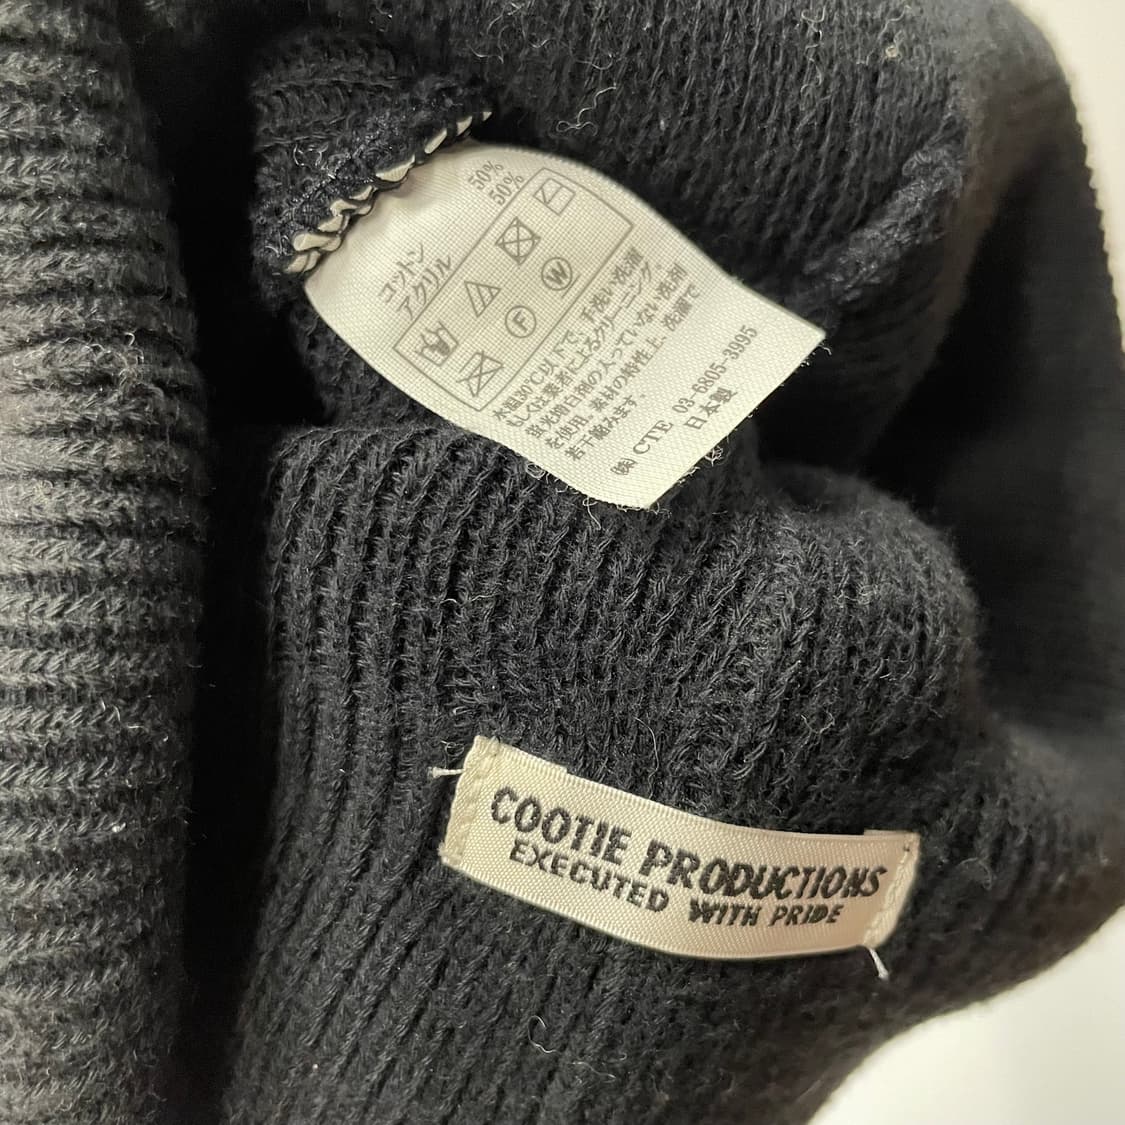 コットン 50%
アクリル 50%
F
W
水温30℃以下で、手洗い洗濯
もしくは業者によるクリーニング。
蛍光増白剤の入っていない洗剤
を使用。素材の特性上、洗濯で
若干縮みます
(株) CTE 03-6805-3995
日本製
COOTIE PRODUCTIONS
EXECUTED WITH PRIDE